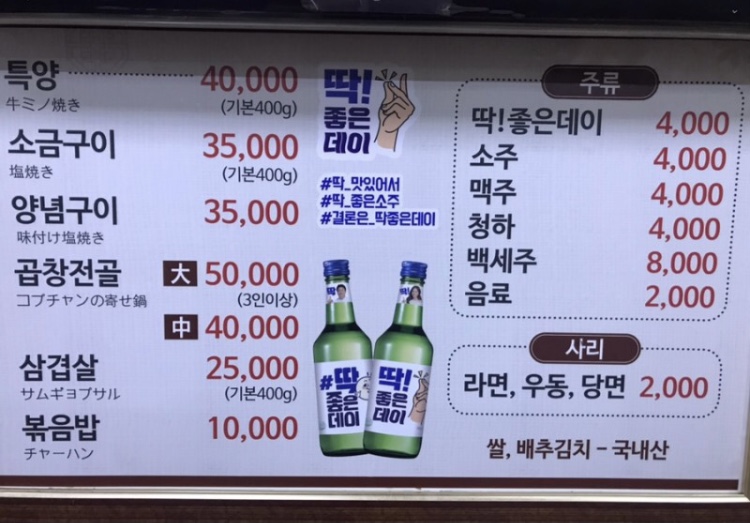 특양 40,000
牛ミノ焼き (기본400g)
소금구이 35,000
塩焼き (기본400g)
양념구이 35,000
味付け塩焼き
곱창전골 大 50,000
コプチャンの寄せ鍋 (3인이상)
中 40,000
삼겹살 25,000
サムギョプサル (기본400g)
볶음밥 10,000
チャーハン
딱!
좋은
데이
#딱_맛있어서
#딱_좋은소주
#결론은_딱좋은데이
#딱
좋은
데이
딱!
좋은
데이
주류
딱!좋은데이 4,000
소주 4,000
맥주 4,000
청하 4,000
백세주 8,000
음료 2,000
사리
라면, 우동, 당면 2,000
쌀, 배추김치 – 국내산